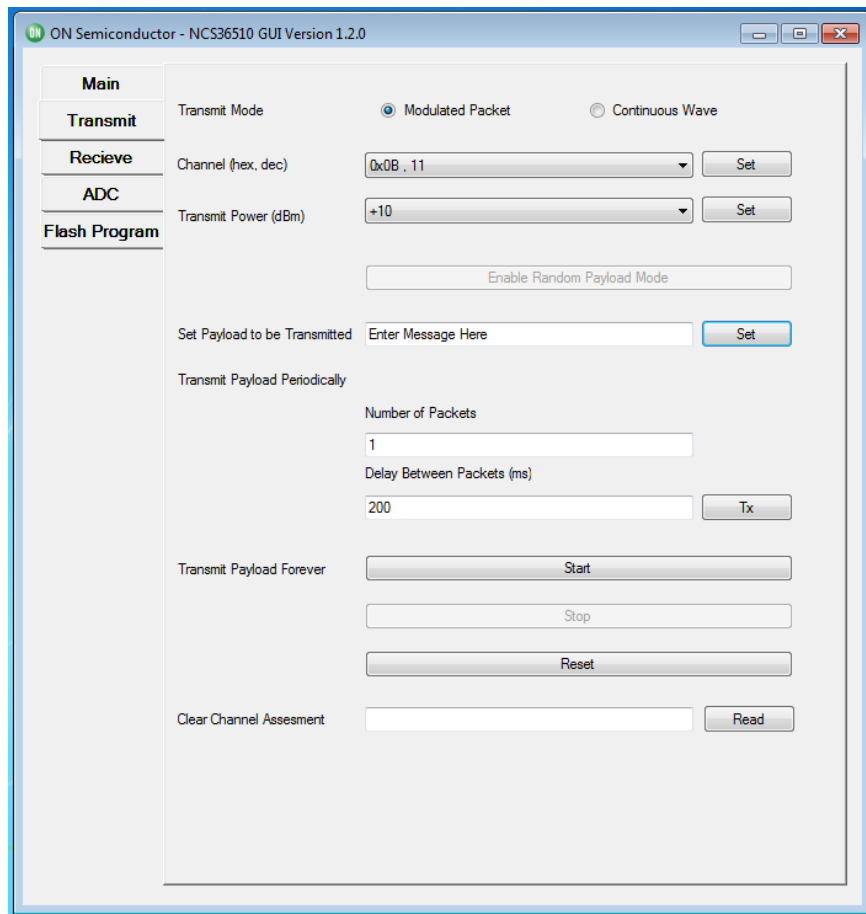 ON ON Semiconductor - NCS36510 GUI Version 1.2.0
Main
Transmit
Recieve
ADC
Flash Program
Transmit Mode Modulated Packet Continuous Wave
Channel (hex, dec) 0x0B , 11 Set
Transmit Power (dBm) +10 Set
Enable Random Payload Mode
Set Payload to be Transmitted Enter Message Here Set
Transmit Payload Periodically
Number of Packets
1
Delay Between Packets (ms)
200 Tx
Transmit Payload Forever Start
Stop
Reset
Clear Channel Assesment Read